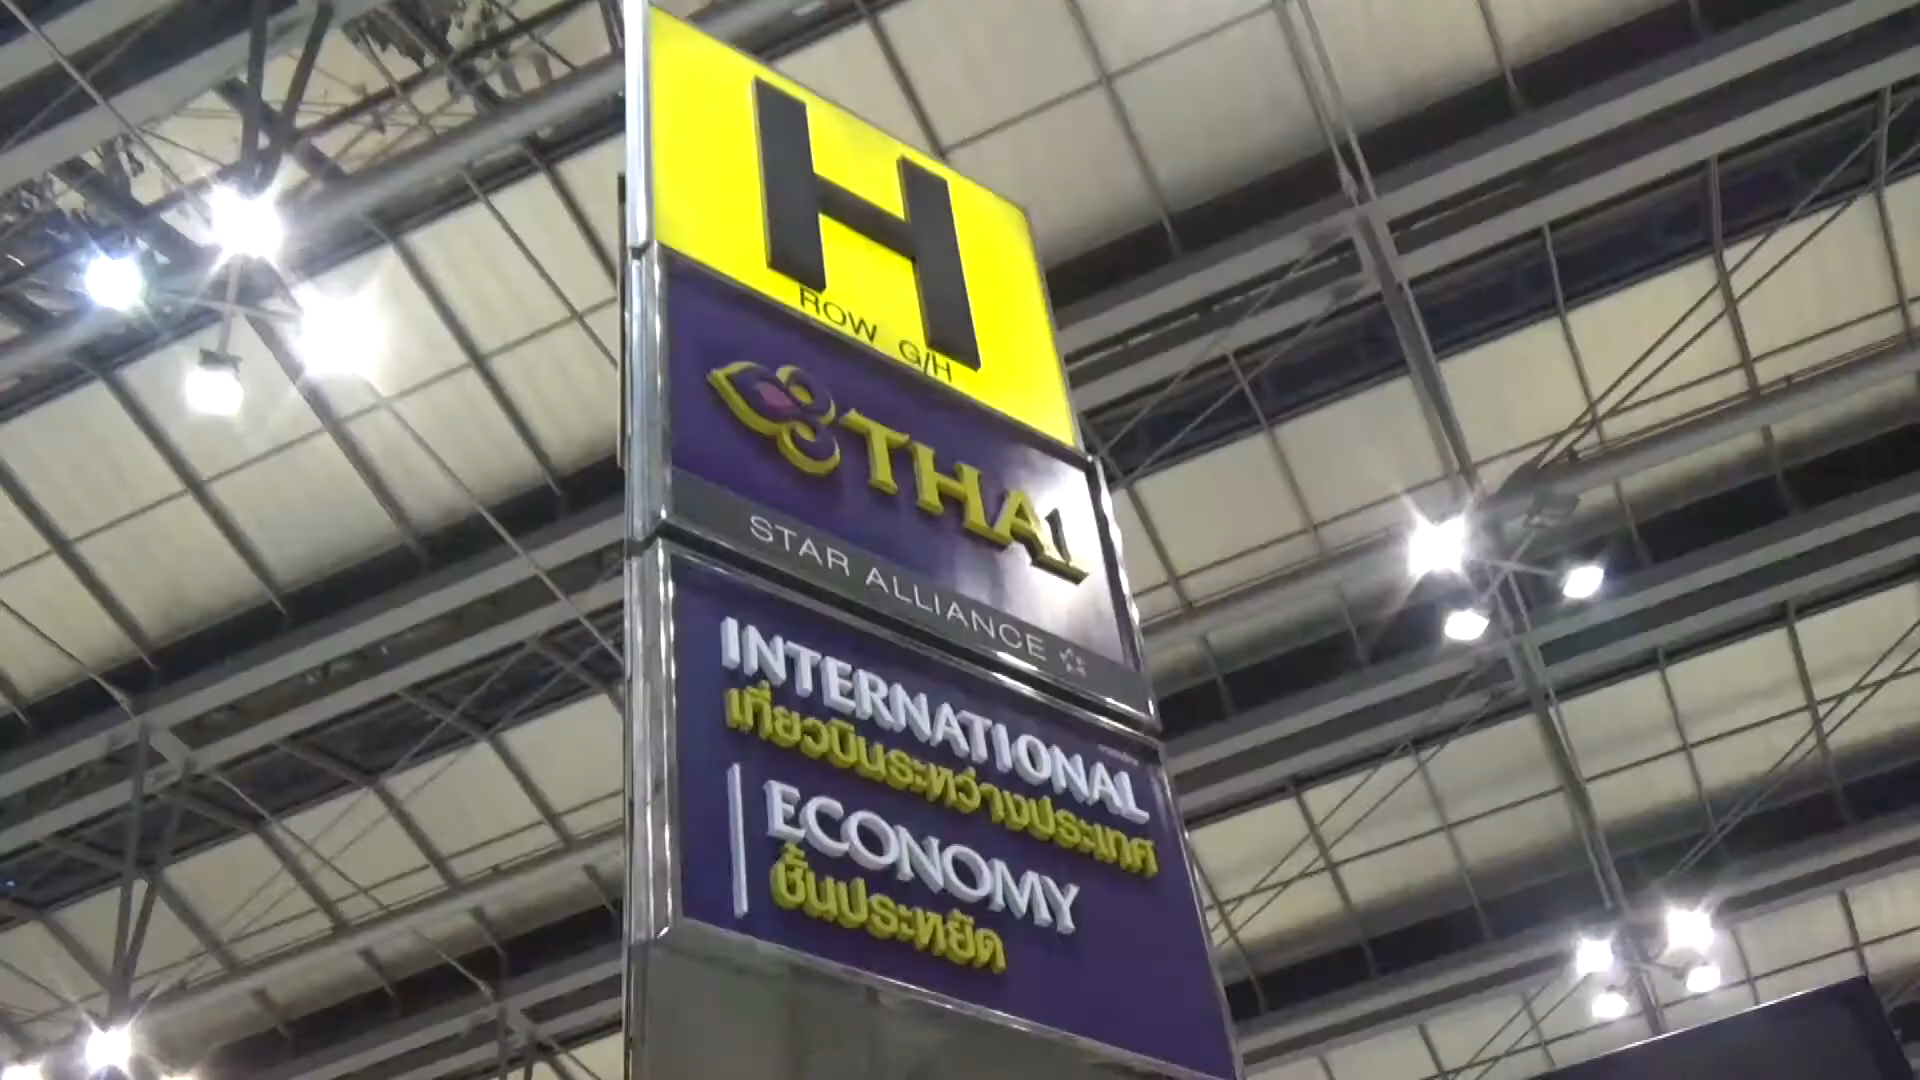 H
ROW G/H
THAI
STAR ALLIANCE
INTERNATIONAL
เที่ยวบินระหว่างประเทศ
ECONOMY
ชั้นประหยัด